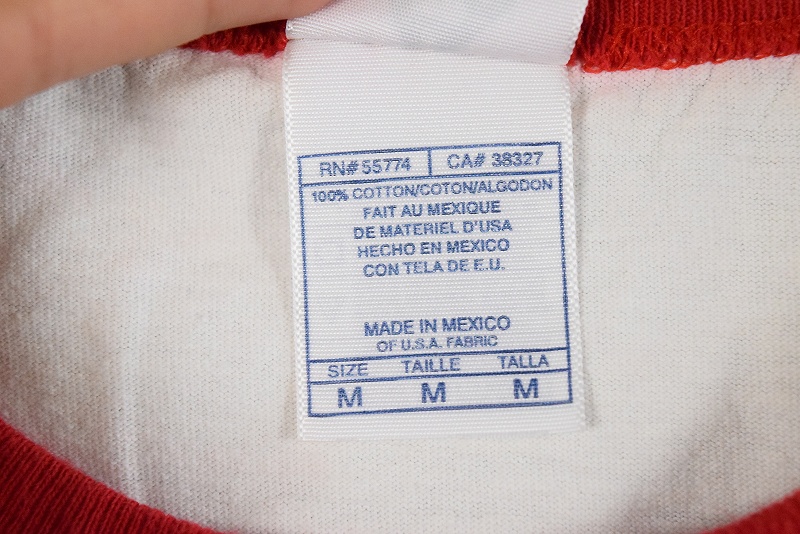 RN# 55774 CA# 38327
100% COTTON/COTON/ALGODON
FAIT AU MEXIQUE
DE MATERIEL D'USA
HECHO EN MEXICO
CON TELA DE E.U.
MADE IN MEXICO
OF U.S.A. FABRIC
SIZE TAILLE TALLA
M M M